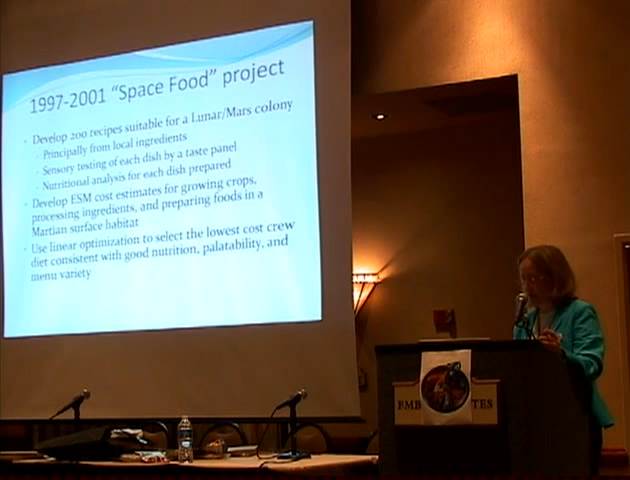 1997-2001 "Space Food" project
Develop 200 recipes suitable for a Lunar/Mars colony
Principally from local ingredients
Sensory testing of each dish by a taste panel
Nutritional analysis for each dish prepared
Develop ESM cost estimates for growing crops,
processing ingredients, and preparing foods in a
Martian surface habitat
Use linear optimization to select the lowest cost crew
diet consistent with good nutrition, palatability, and
menu variety
EMB TES